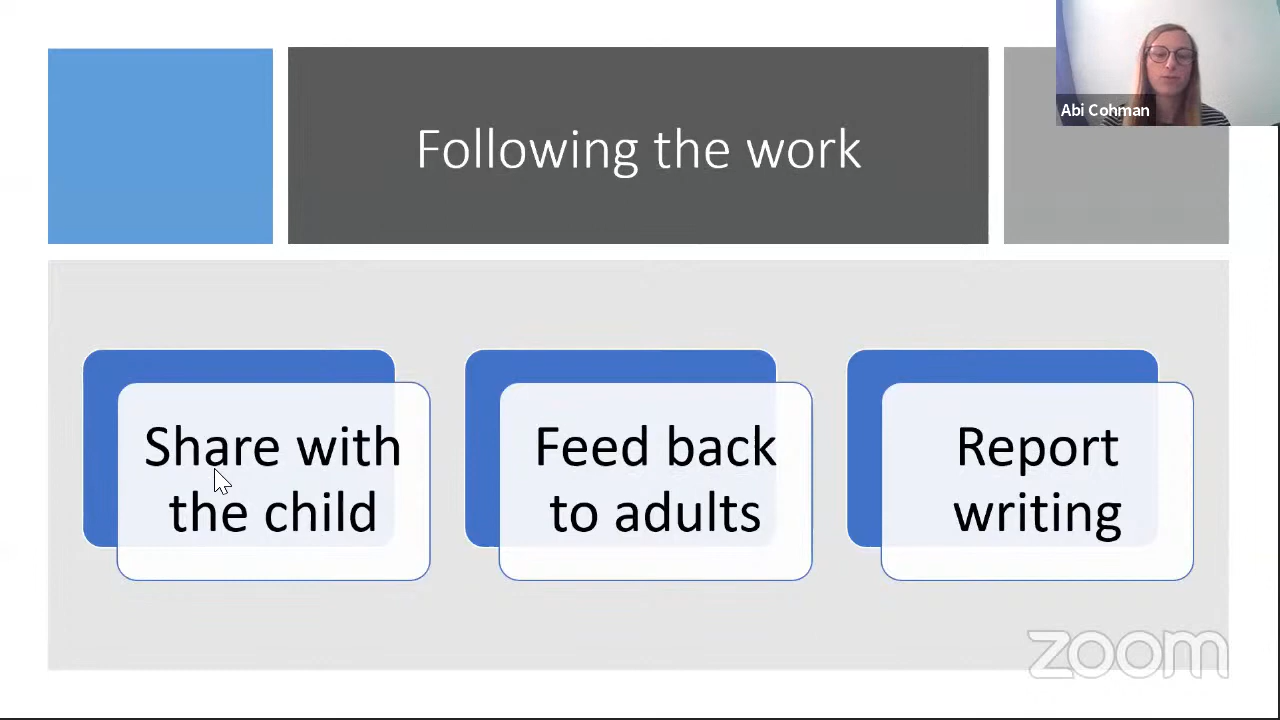 Following the work
Abi Cohman
Share with
the child
Feed back
to adults
Report
writing
zoom